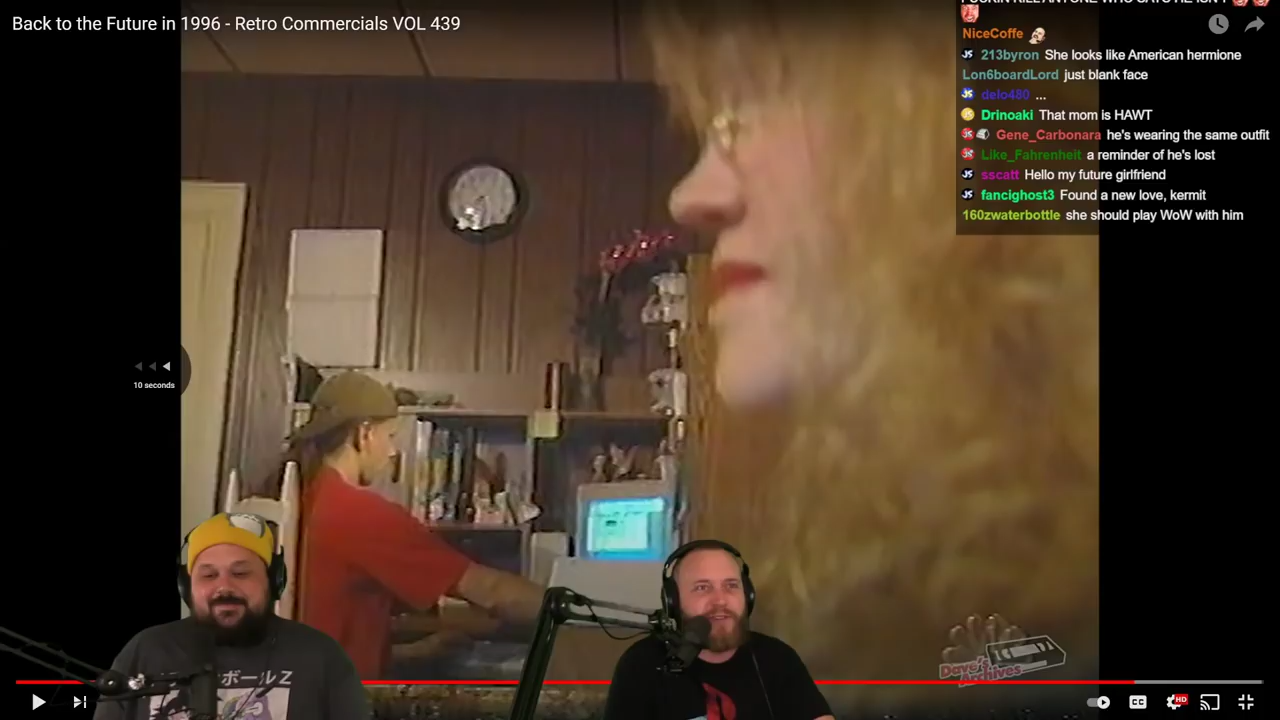 Back to the Future in 1996 - Retro Commercials VOL 439
NiceCoffe
213byron She looks like American hermione
Lon6boardLord just blank face
delo480 ...
Drinoaki That mom is HAWT
Gene_Carbonara he's wearing the same outfit
Like_Fahrenheit a reminder of he's lost
sscatt Hello my future girlfriend
fancighost3 Found a new love, kermit
160zwaterbottle she should play WoW with him
10 seconds
ボール Z
Dave's
Archives
CC
HD